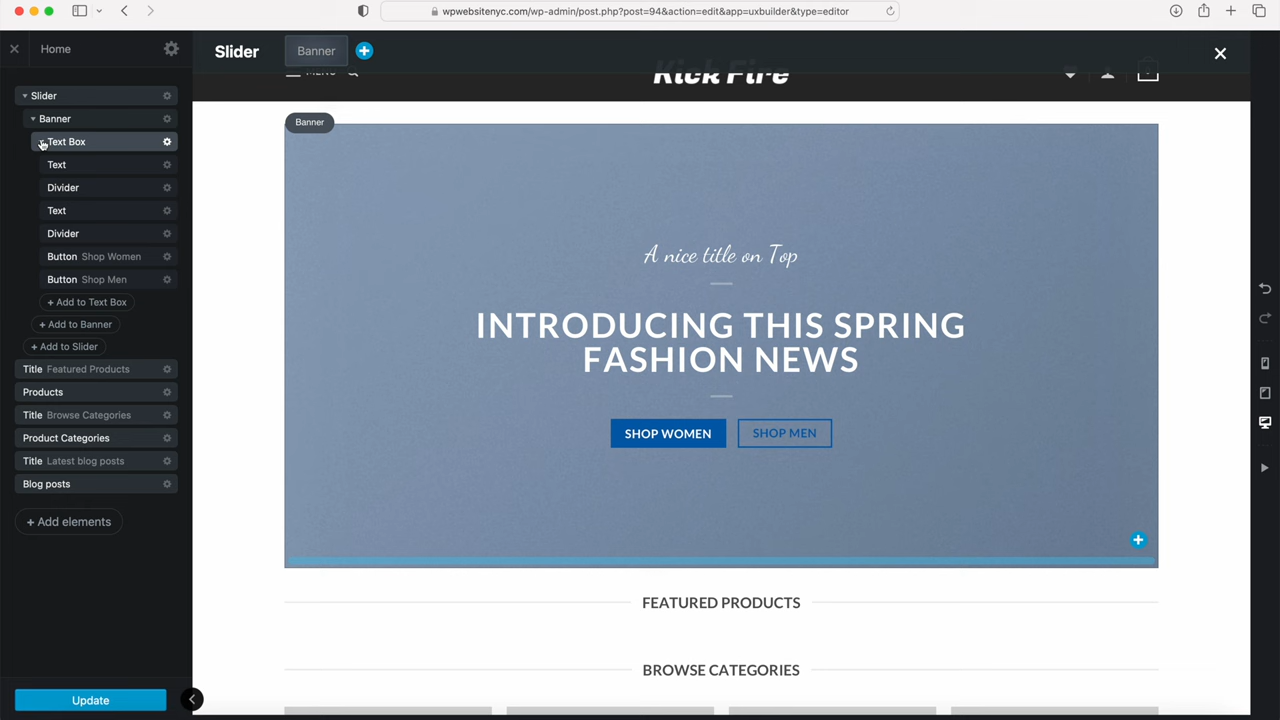 wpwebsitenyc.com/wp-admin/post.php?post=94&action=edit&app=uxbuilder&type=editor
Home
Slider
Banner
MENU
Kick Fire
Slider
Banner
Text Box
Text
Divider
Text
Divider
Button Shop Women
Button Shop Men
+ Add to Text Box
+ Add to Banner
+ Add to Slider
Title Featured Products
Products
Title Browse Categories
Product Categories
Title Latest blog posts
Blog posts
+ Add elements
Update
Banner
A nice title on Top
INTRODUCING THIS SPRING
FASHION NEWS
SHOP WOMEN
SHOP MEN
FEATURED PRODUCTS
BROWSE CATEGORIES